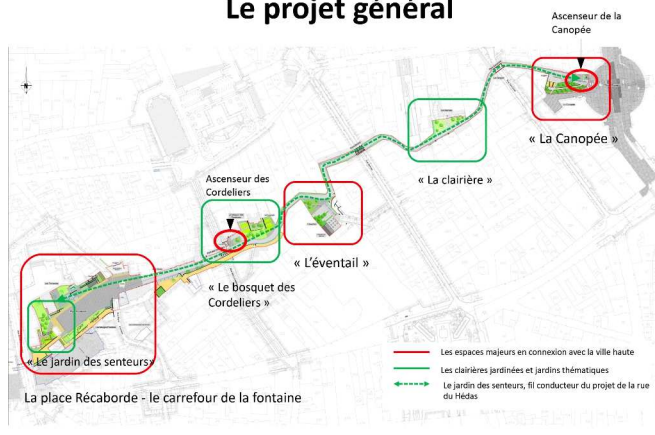 Le projet général
Ascenseur de la
Canopée
« La Canopée »
« La clairière »
Ascenseur des
Cordeliers
« L'éventail »
« Le bosquet des
Cordeliers »
« Le jardin des senteurs»
La place Récaborde - le carrefour de la fontaine
Les espaces majeurs en connexion avec la ville haute
Les clairières jardinées et jardins thématiques
Le jardin des senteurs, fil conducteur du projet de la rue
du Hédas